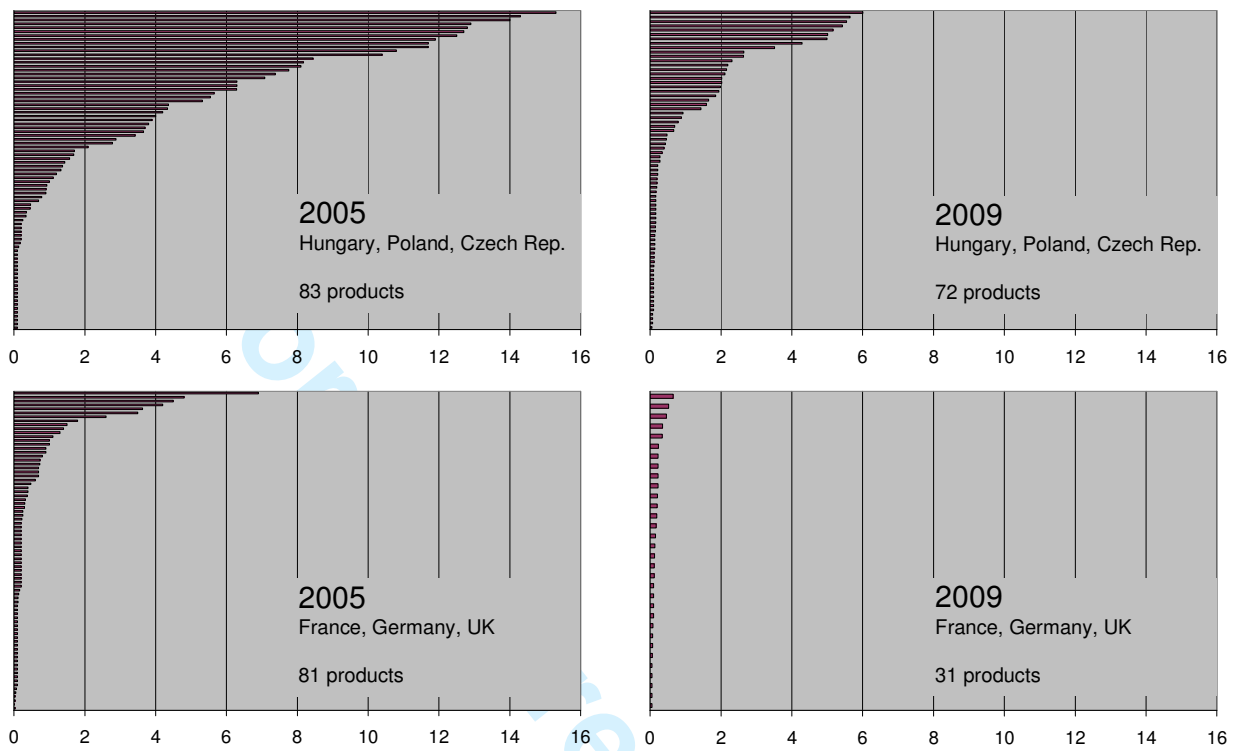 2005
Hungary, Poland, Czech Rep.
83 products
0 2 4 6 8 10 12 14 16
2009
Hungary, Poland, Czech Rep.
72 products
0 2 4 6 8 10 12 14 16
2005
France, Germany, UK
81 products
0 2 4 6 8 10 12 14 16
2009
France, Germany, UK
31 products
0 2 4 6 8 10 12 14 16